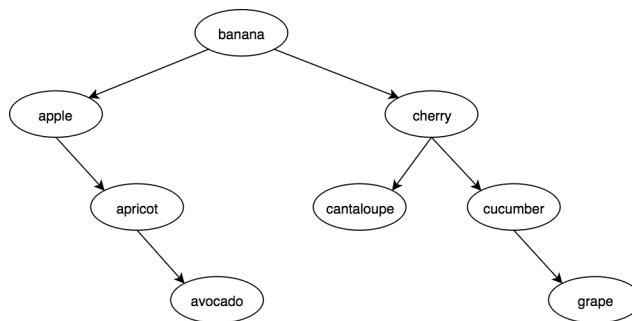 banana
apple
cherry
apricot
cantaloupe
cucumber
avocado
grape